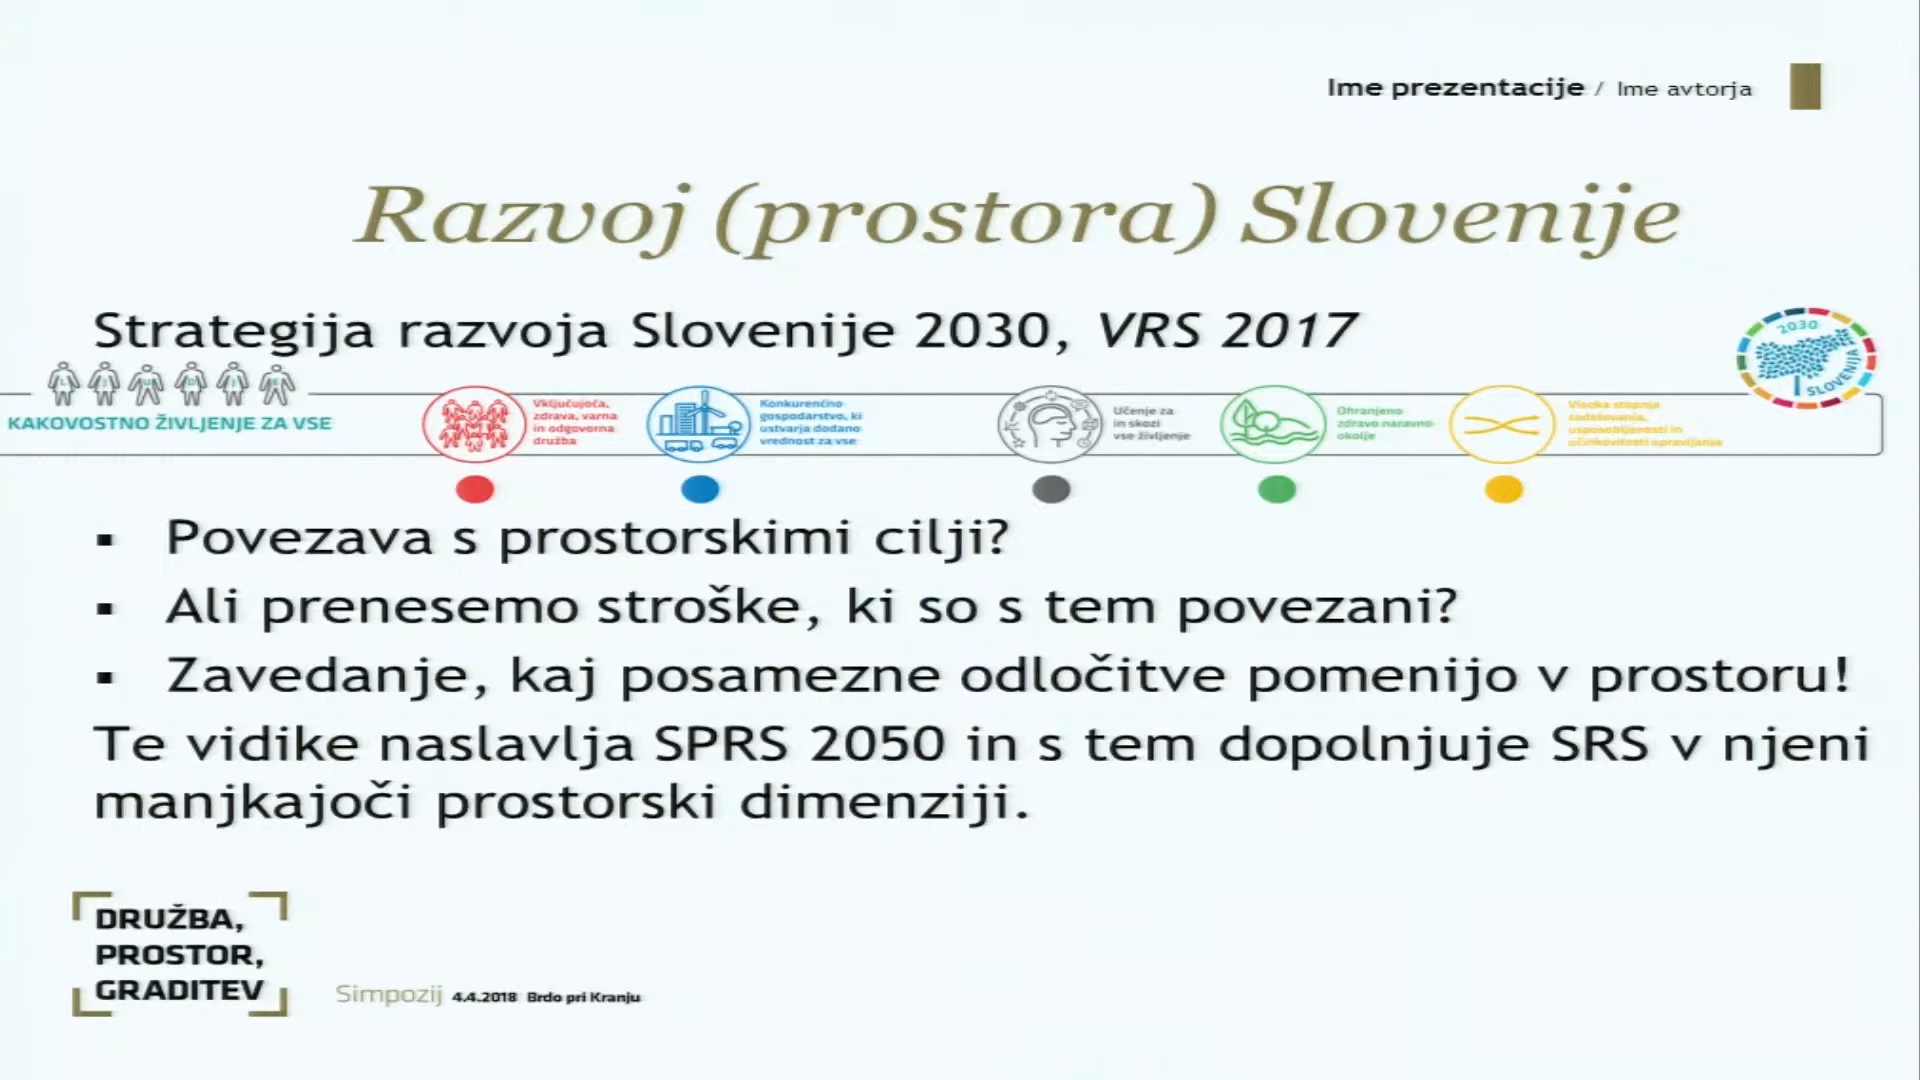 Ime prezentacije / Ime avtorja
Razvoj (prostora) Slovenije
Strategija razvoja Slovenije 2030, VRS 2017
2030
SLOVENIJA
LJUDJE
KAKOVOSTNO ŽIVLJENJE ZA VSE
Vključujoča,
zdrava, varna
in odgovorna
družba
Konkurenčno
gospodarstvo, ki
ustvarja dodano
vrednost za vse
Učenje za
in skozi
vse življenje
Ohranjeno
zdravo naravno
okolje
Visoka stopnja
sodelovanja,
usposobljenosti in
učinkovitosti upravljanja
▪ Povezava s prostorskimi cilji?
▪ Ali prenesemo stroške, ki so s tem povezani?
▪ Zavedanje, kaj posamezne odločitve pomenijo v prostoru!
Te vidike naslavlja SPRS 2050 in s tem dopolnjuje SRS v njeni
manjkajoči prostorski dimenziji.
DRUŽBA,
PROSTOR,
GRADITEV
Simpozij 4.4.2018 Brdo pri Kranju